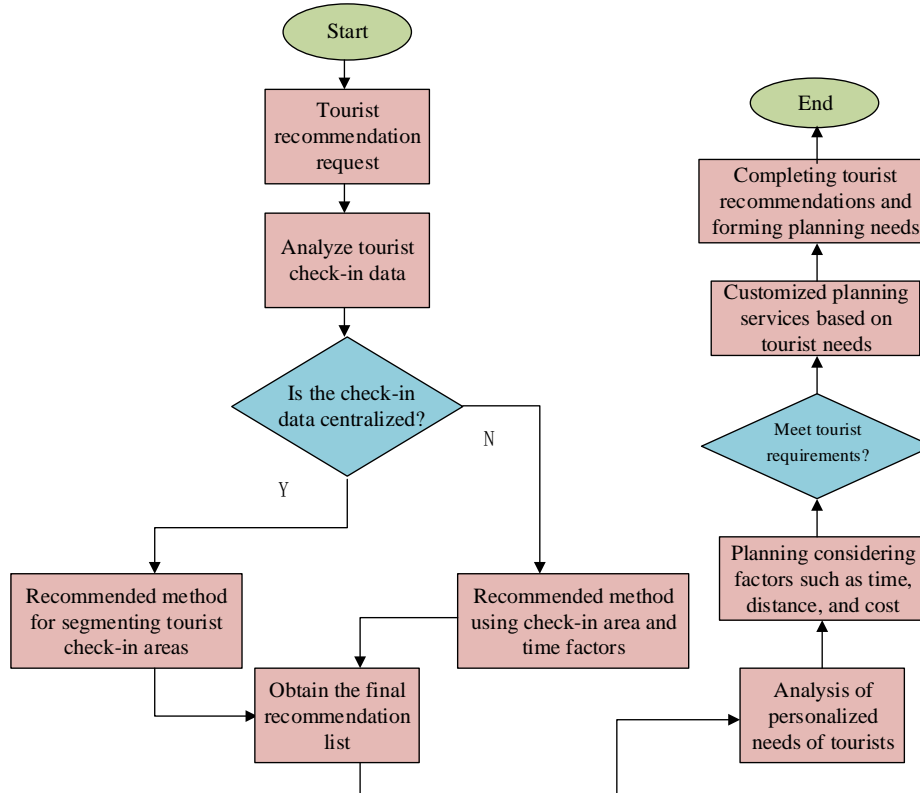 Start
Tourist
recommendation
request
Analyze tourist
check-in data
Is the check-in
data centralized?
N
Y
Recommended method
for segmenting tourist
check-in areas
Recommended method
using check-in area and
time factors
Obtain the final
recommendation
list
Analysis of
personalized
needs of tourists
Planning considering
factors such as time,
distance, and cost
Meet tourist
requirements?
Customized planning
services based on
tourist needs
Completing tourist
recommendations and
forming planning needs
End